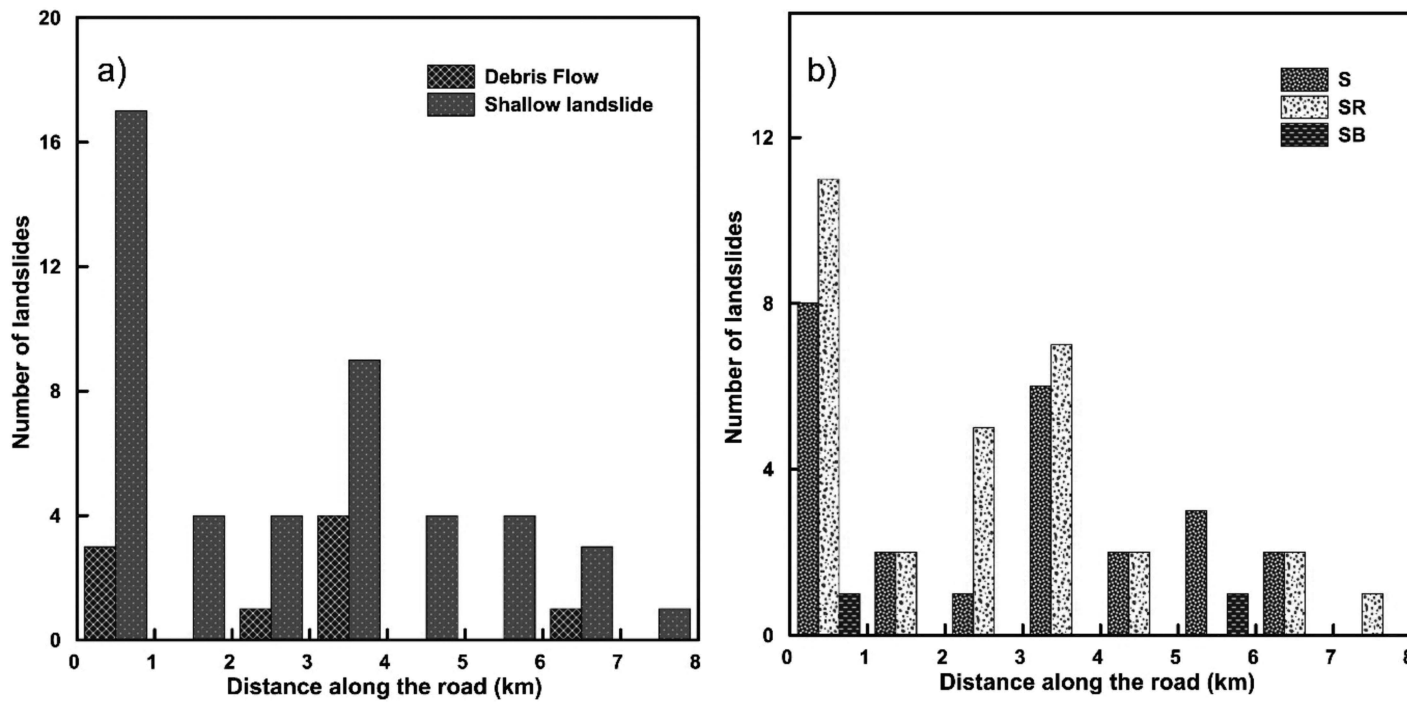 a)
Debris Flow
Shallow landslide
Number of landslides
20
16
12
8
4
0
0 1 2 3 4 5 6 7 8
Distance along the road (km)
b)
S
SR
SB
Number of landslides
12
8
4
0
0 1 2 3 4 5 6 7 8
Distance along the road (km)